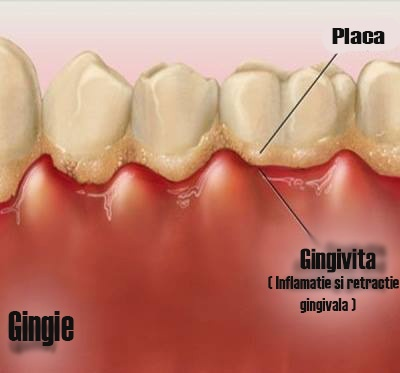 Placa
Gingivita
( Inflamatie si retractie
gingivala )
Gingie